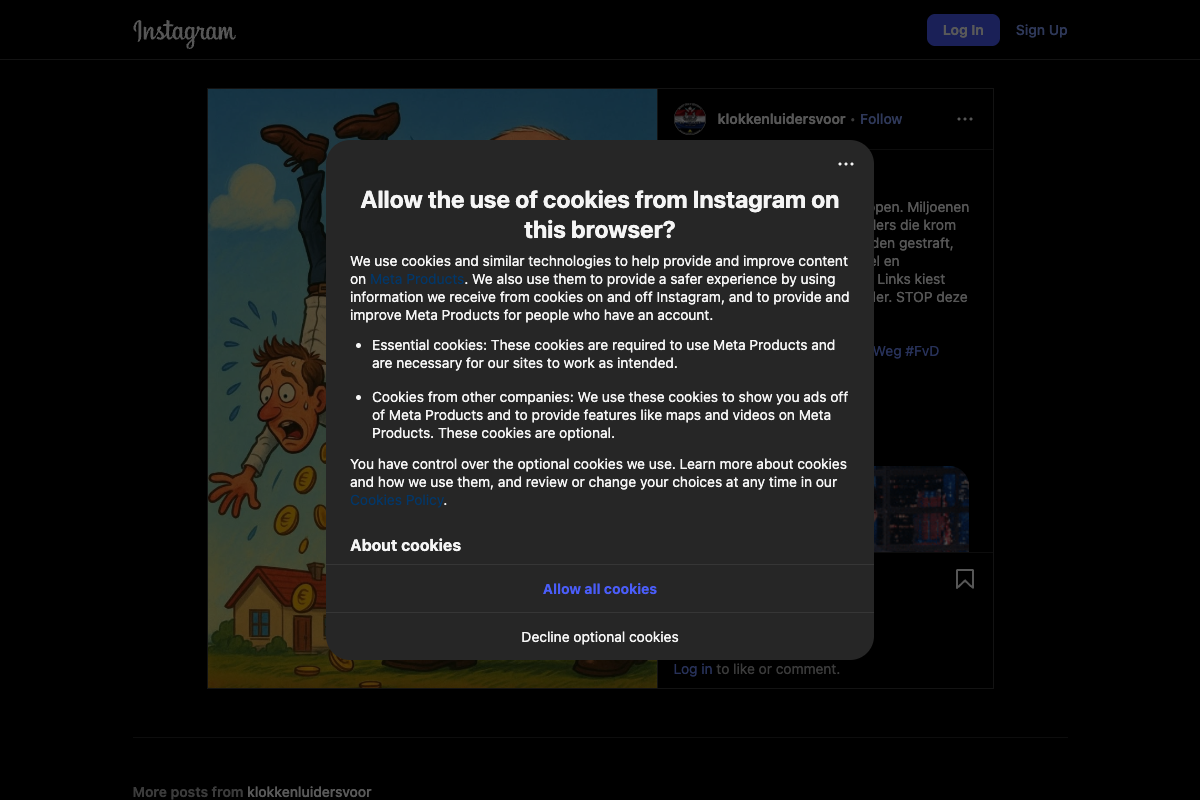 Instagram
Log In
Sign Up
klokkenluidersvoor • Follow
Allow the use of cookies from Instagram on
this browser?
We use cookies and similar technologies to help provide and improve content
on Meta Products. We also use them to provide a safer experience by using
information we receive from cookies on and off Instagram, and to provide and
improve Meta Products for people who have an account.
• Essential cookies: These cookies are required to use Meta Products and
are necessary for our sites to work as intended.
• Cookies from other companies: We use these cookies to show you ads off
of Meta Products and to provide features like maps and videos on Meta
Products. These cookies are optional.
You have control over the optional cookies we use. Learn more about cookies
and how we use them, and review or change your choices at any time in our
Cookies Policy.
About cookies
Allow all cookies
Decline optional cookies
Miljoenen
die krom
gestraft,
en
Links kiest
STOP deze
Weg #FvD
Log in to like or comment.
More posts from klokkenluidersvoor